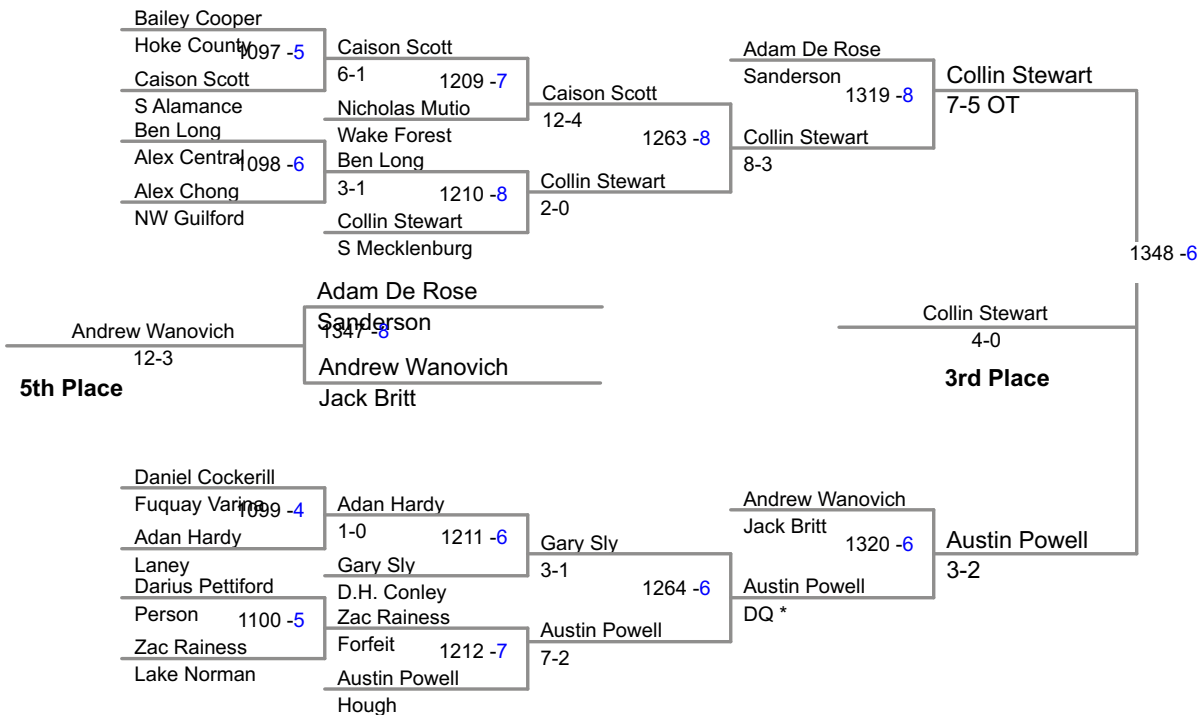 Bailey Cooper
Hoke County
1097 -5
Caison Scott
S Alamance
Ben Long
Alex Central
1098 -6
Alex Chong
NW Guilford
Caison Scott
6-1
1209 -7
Nicholas Mutio
Wake Forest
Ben Long
3-1
1210 -8
Collin Stewart
S Mecklenburg
Caison Scott
12-4
1263 -8
Collin Stewart
2-0
Adam De Rose
Sanderson
1319 -8
Collin Stewart
8-3
Collin Stewart
7-5 OT
1348 -6
Adam De Rose
Sanderson
1347 -8
Andrew Wanovich
Jack Britt
Andrew Wanovich
12-3
5th Place
Collin Stewart
4-0
3rd Place
Daniel Cockerill
Fuquay Varina
1099 -4
Adan Hardy
Laney
Darius Pettiford
Person
1100 -5
Zac Rainess
Lake Norman
Adan Hardy
1-0
1211 -6
Gary Sly
D.H. Conley
Zac Rainess
Forfeit
1212 -7
Austin Powell
Hough
Gary Sly
3-1
1264 -6
Austin Powell
7-2
Andrew Wanovich
Jack Britt
1320 -6
Austin Powell
DQ *
Austin Powell
3-2